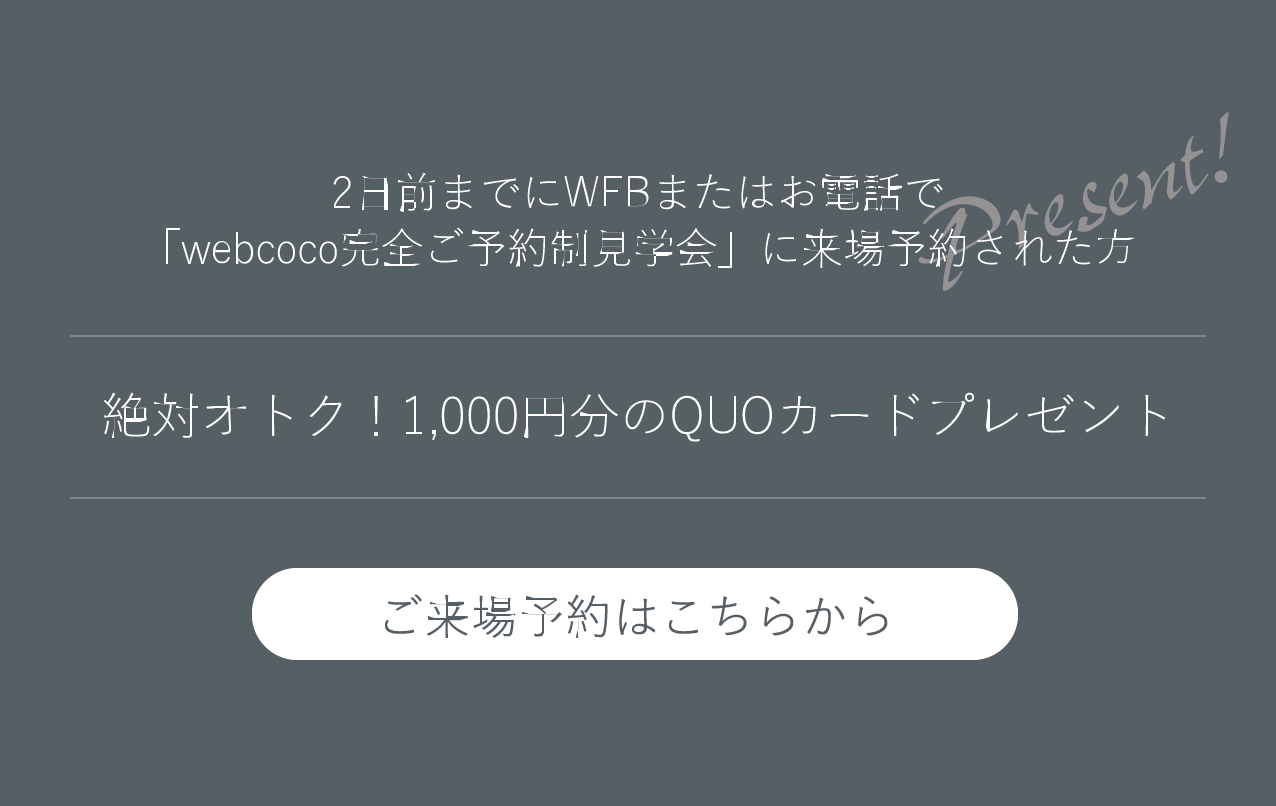 Present!
2日前までにWFBまたはお電話で
「webcoco完全ご予約制見学会」に来場予約された方
絶対オトク！1,000円分のQUOカードプレゼント
ご来場予約はこちらから